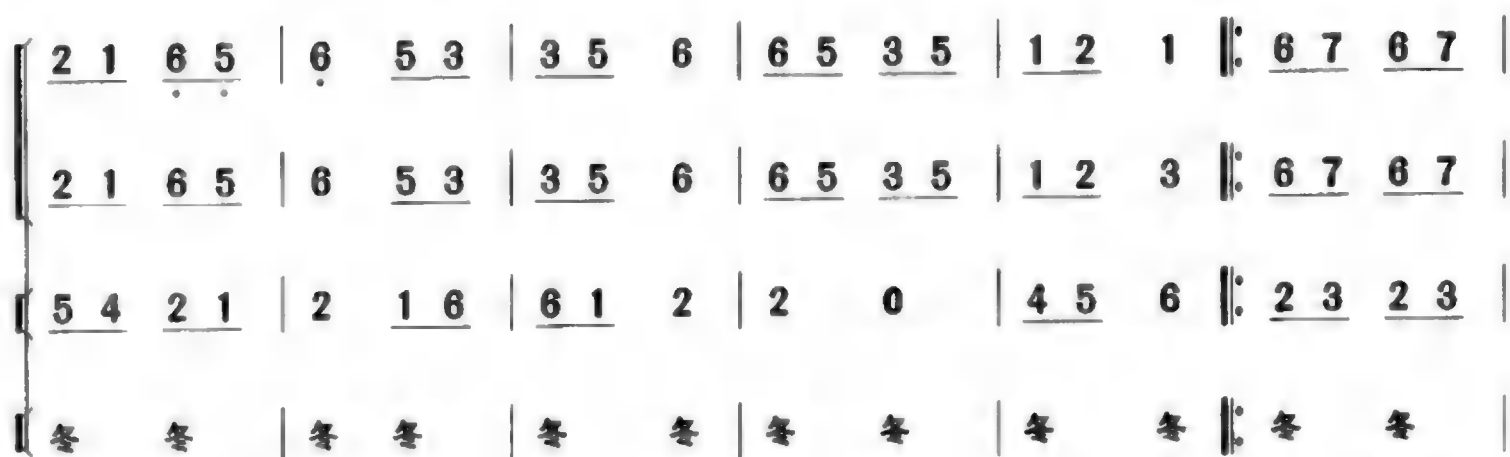 2 1 6 5 | 6 5 3 | 3 5 6 | 6 5 3 5 | 1 2 1 ‖: 6 7 6 7 |
2 1 6 5 | 6 5 3 | 3 5 6 | 6 5 3 5 | 1 2 3 ‖: 6 7 6 7 |
5 4 2 1 | 2 1 6 | 6 1 2 | 2 0 | 4 5 6 ‖: 2 3 2 3 |
冬 冬 | 冬 冬 | 冬 冬 | 冬 冬 | 冬 冬 ‖: 冬 冬 |